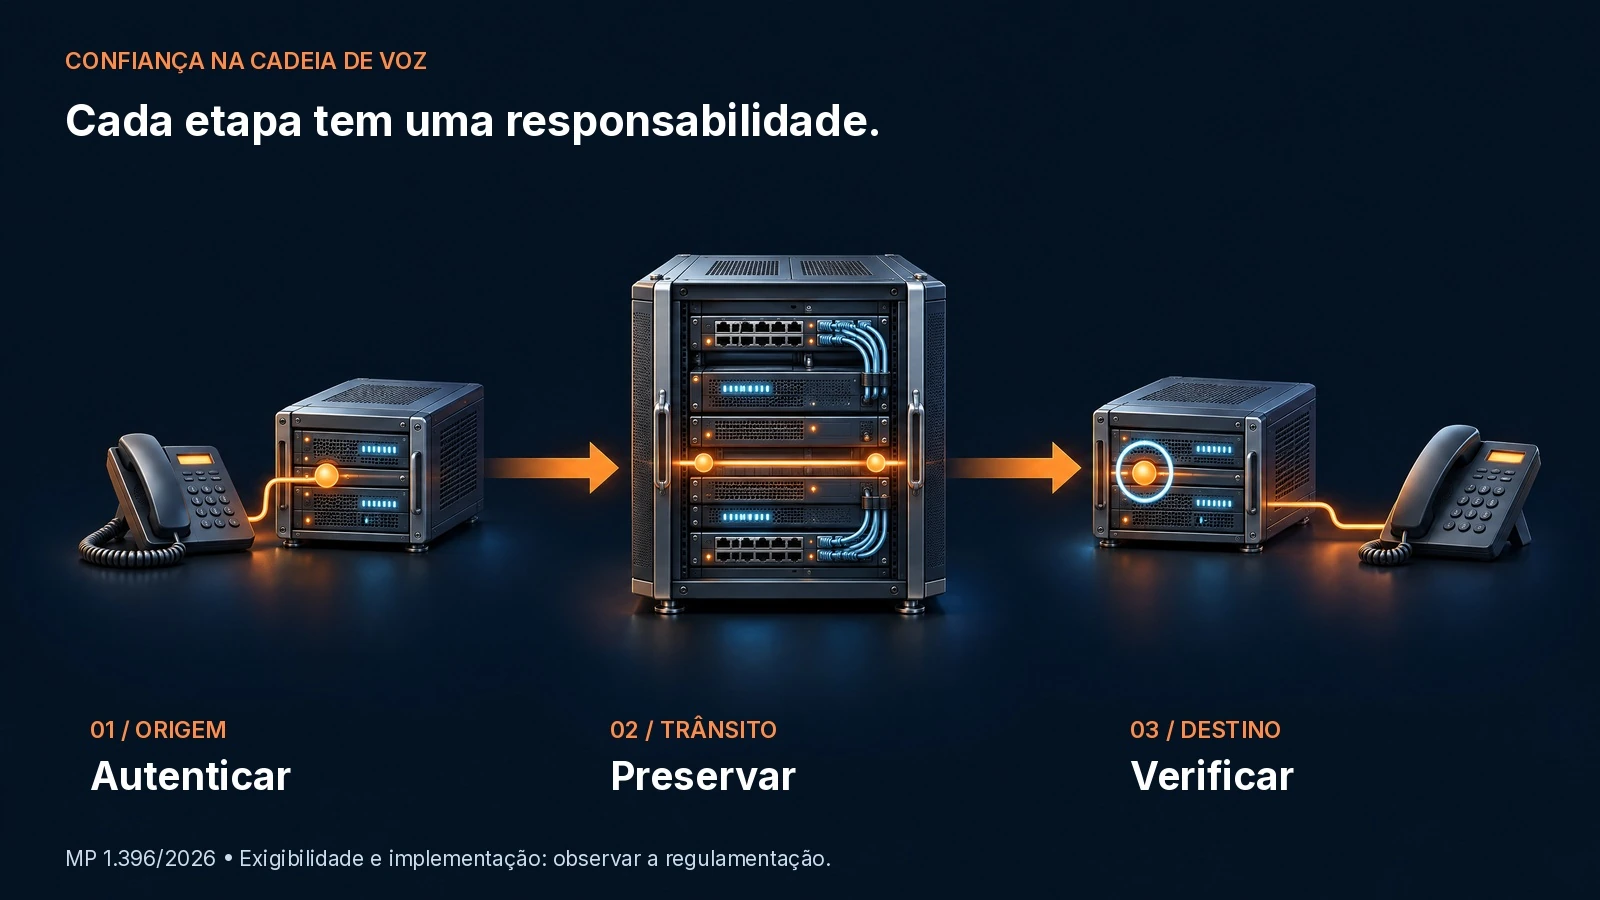 CONFIANÇA NA CADEIA DE VOZ
Cada etapa tem uma responsabilidade.
01 / ORIGEM
Autenticar
02 / TRÂNSITO
Preservar
03 / DESTINO
Verificar
MP 1.396/2026 • Exigibilidade e implementação: observar a regulamentação.